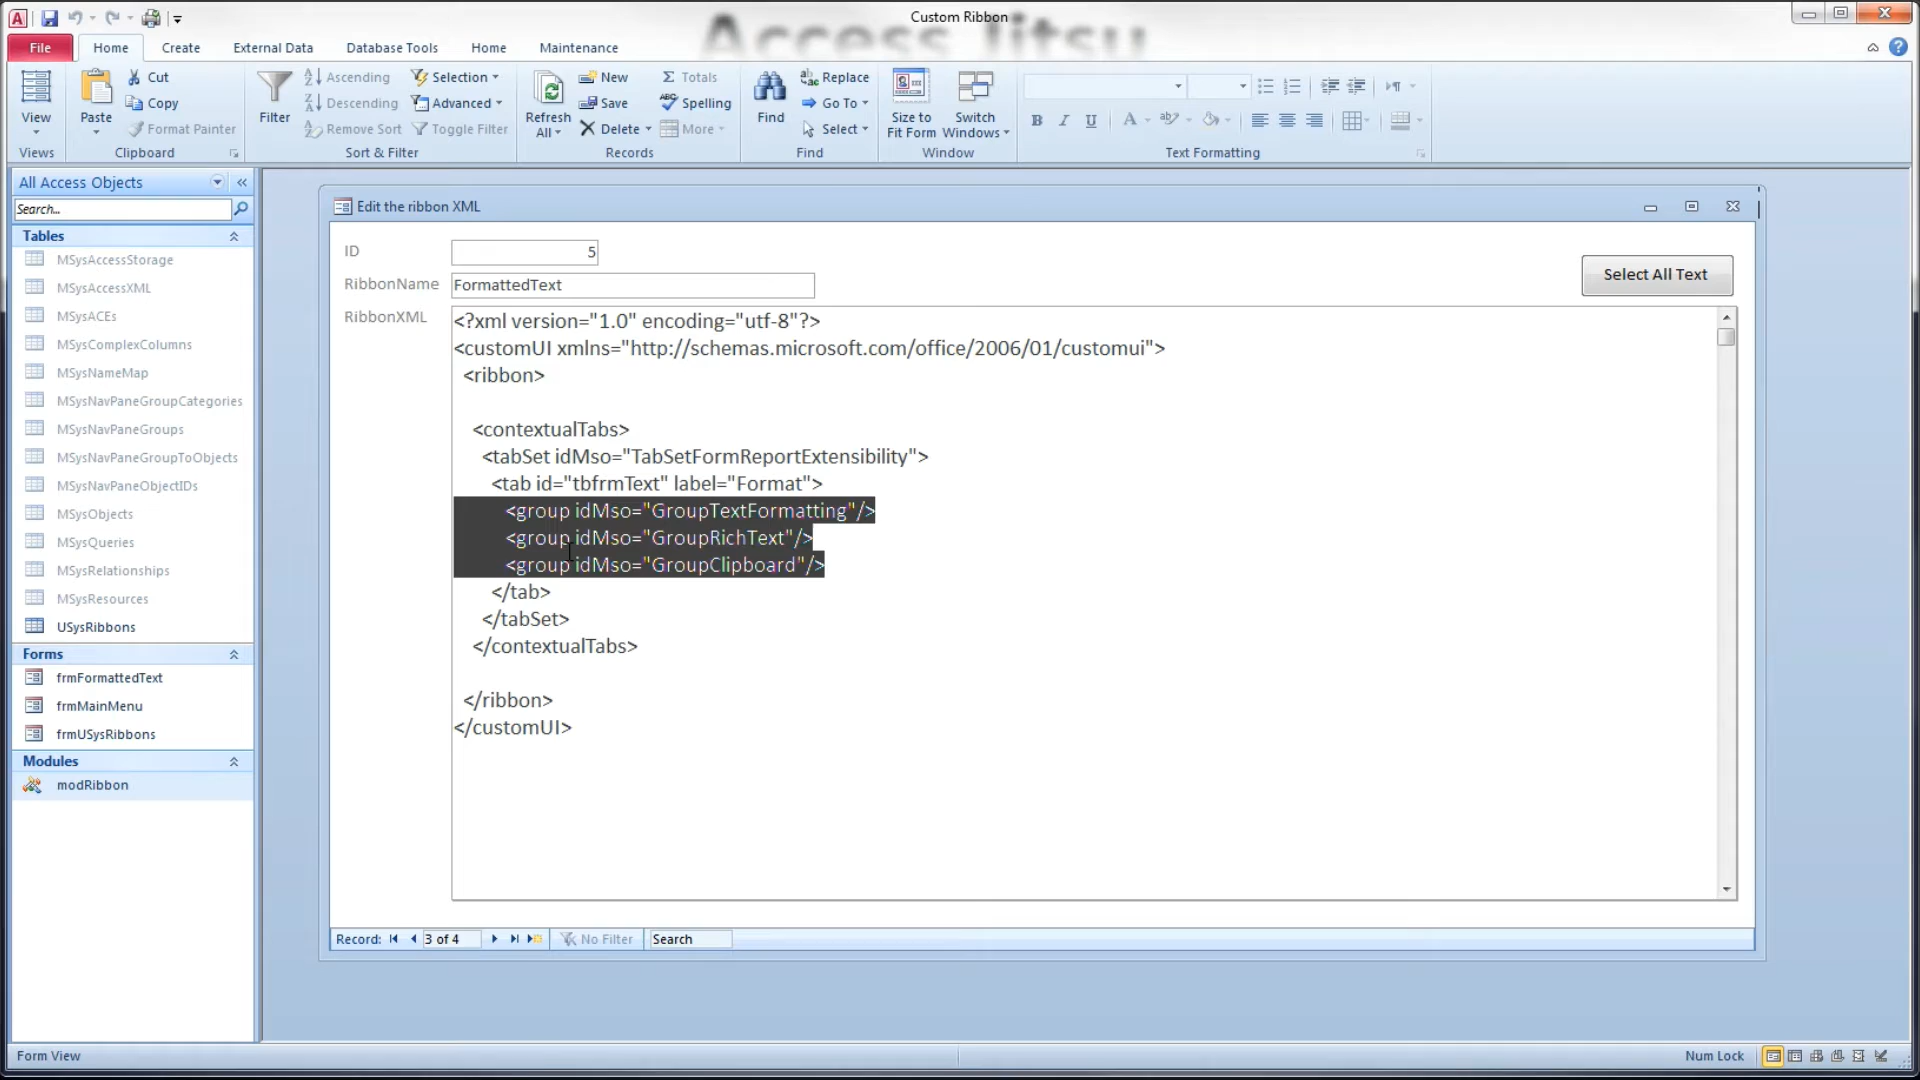 Custom Ribbon
Access Jitsu
File Home Create External Data Database Tools Home Maintenance
Cut Ascending Selection New Totals Replace
Copy Descending Advanced Save Spelling Go To
View Paste Format Painter Filter Remove Sort Toggle Filter Refresh All Delete More Find Select Size to Fit Form Switch Windows B I U A
Views Clipboard Sort & Filter Records Find Window Text Formatting
All Access Objects
Search...
Tables
MSysAccessStorage
MSysAccessXML
MSysACEs
MSysComplexColumns
MSysNameMap
MSysNavPaneGroupCategories
MSysNavPaneGroups
MSysNavPaneGroupToObjects
MSysNavPaneObjectIDs
MSysObjects
MSysQueries
MSysRelationships
MSysResources
USysRibbons
Forms
frmFormattedText
frmMainMenu
frmUSysRibbons
Modules
modRibbon
Edit the ribbon XML
ID 5
Select All Text
RibbonName FormattedText
RibbonXML
<?xml version="1.0" encoding="utf-8"?>
<customUI xmlns="http://schemas.microsoft.com/office/2006/01/customui">
<ribbon>
<contextualTabs>
<tabSet idMso="TabSetFormReportExtensibility">
<tab id="tbfrmText" label="Format">
<group idMso="GroupTextFormatting"/>
<group idMso="GroupRichText"/>
<group idMso="GroupClipboard"/>
</tab>
</tabSet>
</contextualTabs>
</ribbon>
</customUI>
Record: 3 of 4 No Filter Search
Form View Num Lock